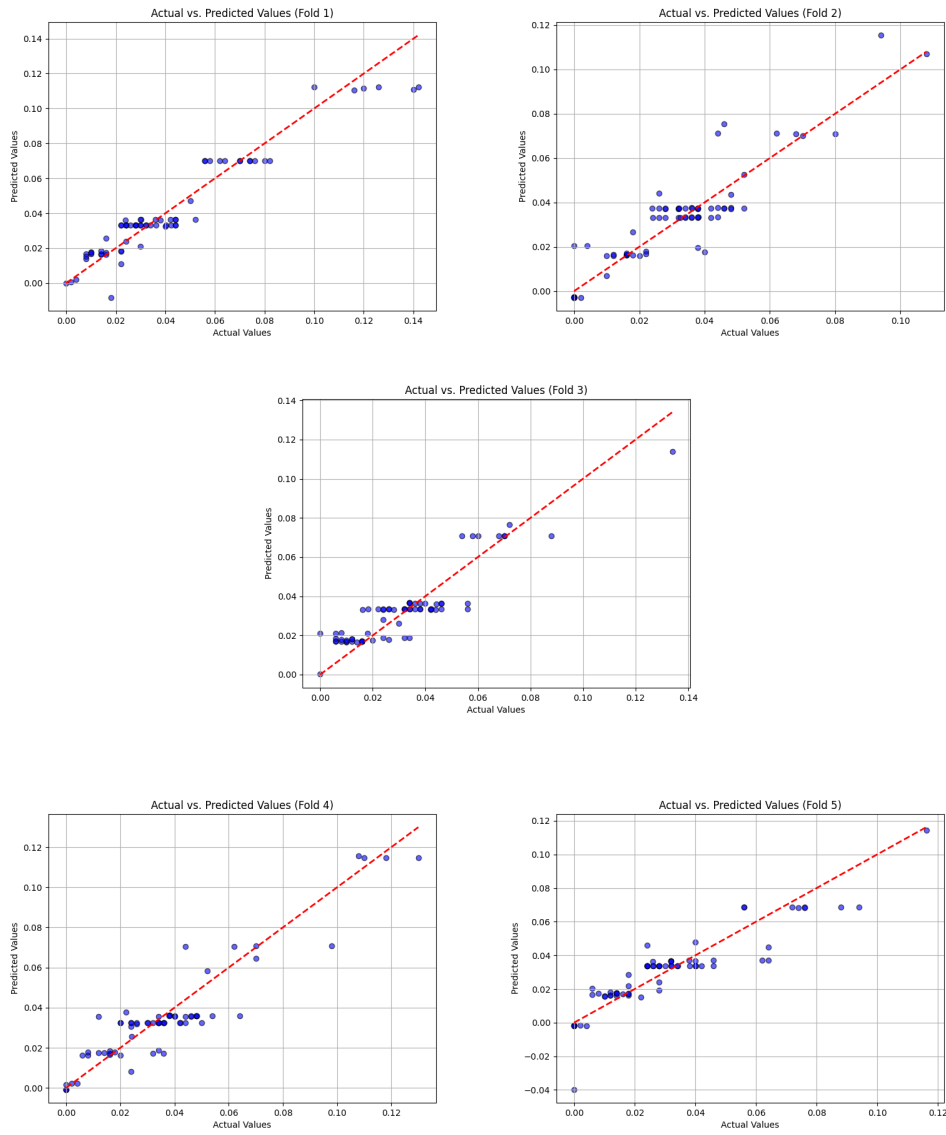 Actual vs. Predicted Values (Fold 1)
0.14
0.12
0.10
0.08
0.06
0.04
0.02
0.00
Predicted Values
0.00 0.02 0.04 0.06 0.08 0.10 0.12 0.14
Actual Values
Actual vs. Predicted Values (Fold 2)
0.12
0.10
0.08
0.06
0.04
0.02
0.00
Predicted Values
0.00 0.02 0.04 0.06 0.08 0.10
Actual Values
Actual vs. Predicted Values (Fold 3)
0.14
0.12
0.10
0.08
0.06
0.04
0.02
0.00
Predicted Values
0.00 0.02 0.04 0.06 0.08 0.10 0.12 0.14
Actual Values
Actual vs. Predicted Values (Fold 4)
0.12
0.10
0.08
0.06
0.04
0.02
0.00
Predicted Values
0.00 0.02 0.04 0.06 0.08 0.10 0.12
Actual Values
Actual vs. Predicted Values (Fold 5)
0.12
0.10
0.08
0.06
0.04
0.02
0.00
−0.02
−0.04
Predicted Values
0.00 0.02 0.04 0.06 0.08 0.10 0.12
Actual Values